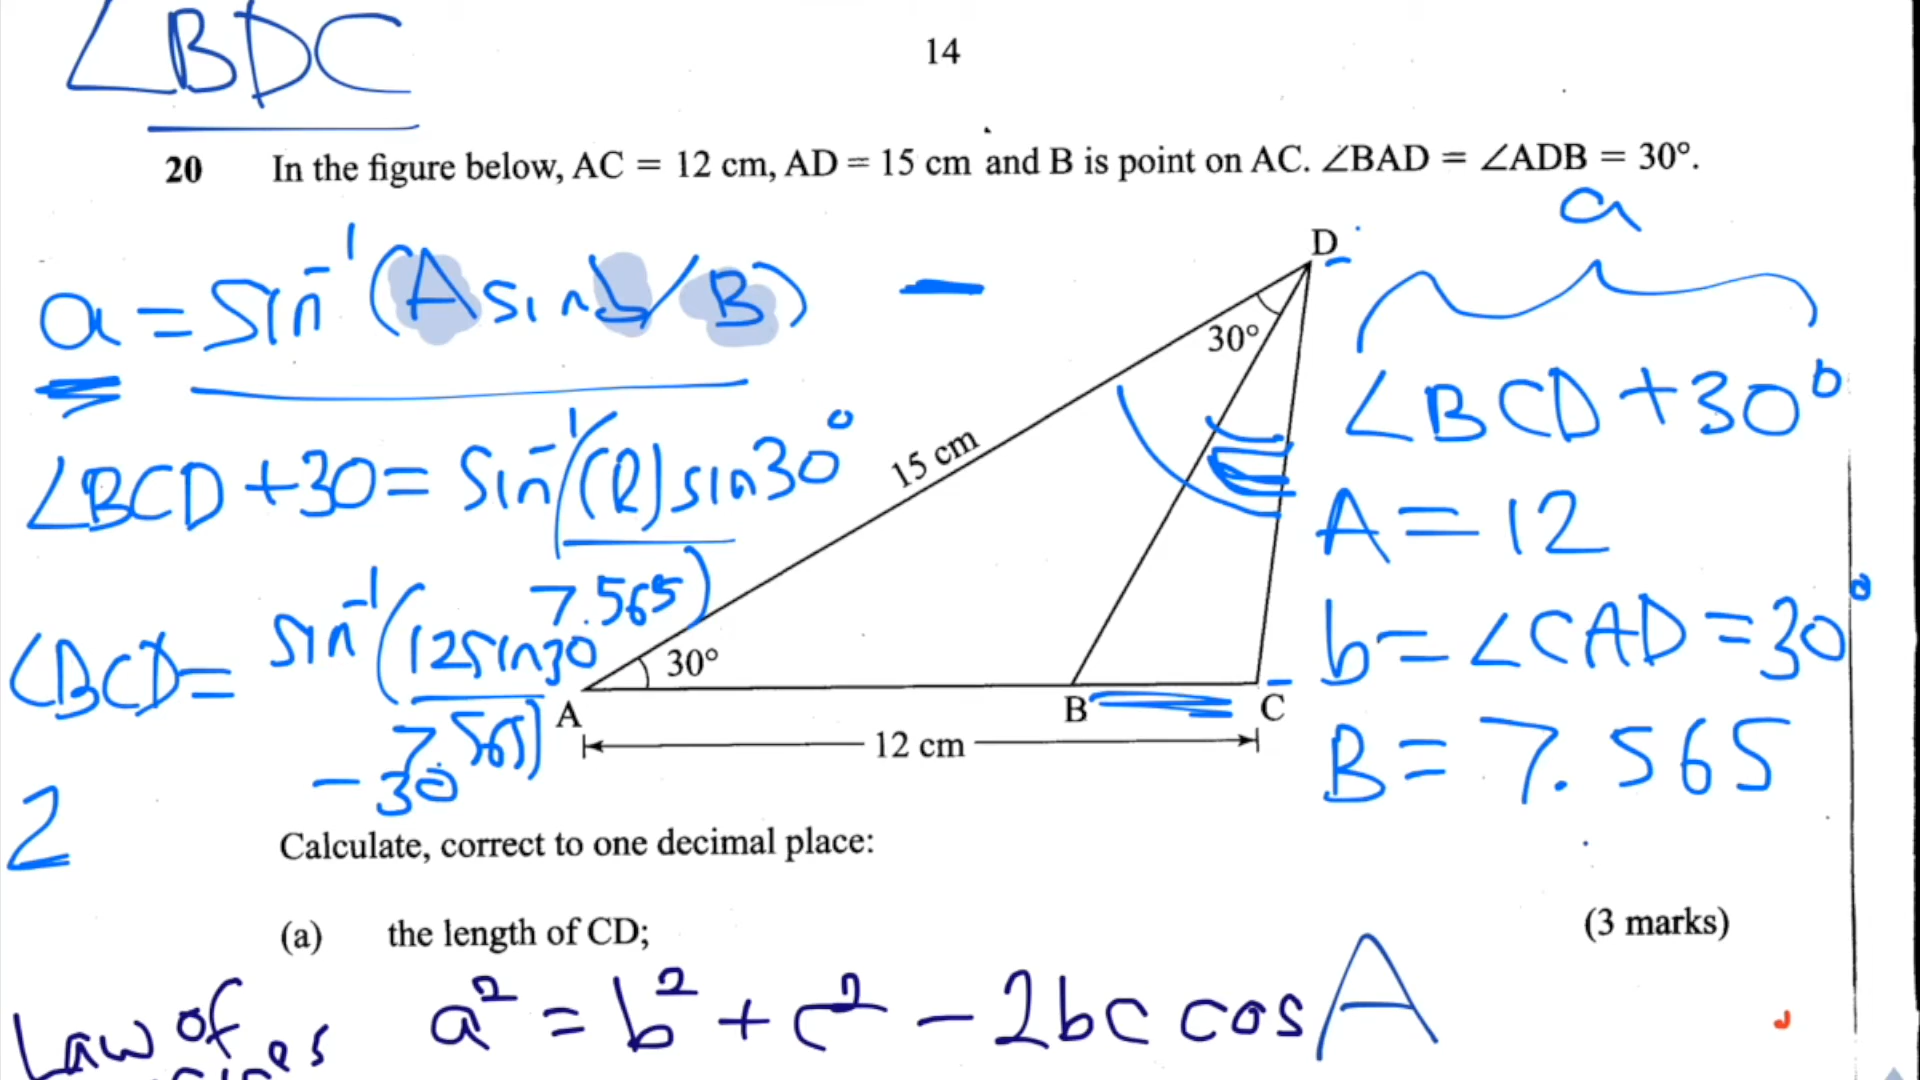 ∠BDC
14
20 In the figure below, AC = 12 cm, AD = 15 cm and B is point on AC. ∠BAD = ∠ADB = 30°.
a
a = sin⁻¹(A sin b/B) –
D
30°
∠BCD + 30°
15 cm
∠BCD + 30 = sin⁻¹((R) sin 30°
7.565)
A = 12
∠BCD = sin⁻¹(12 sin 30
7.565)
- 30
30°
b = ∠CAD = 30°
A
B
C
12 cm
B = 7.565
2
Calculate, correct to one decimal place:
(a) the length of CD;
(3 marks)
Law of
a² = b² + c² − 2bc cos A